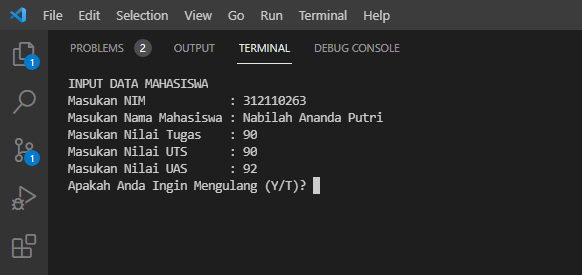 File Edit Selection View Go Run Terminal Help
PROBLEMS 2 OUTPUT TERMINAL DEBUG CONSOLE
1
1
INPUT DATA MAHASISWA
Masukan NIM : 312110263
Masukan Nama Mahasiswa : Nabilah Ananda Putri
Masukan Nilai Tugas : 90
Masukan Nilai UTS : 90
Masukan Nilai UAS : 92
Apakah Anda Ingin Mengulang (Y/T)?